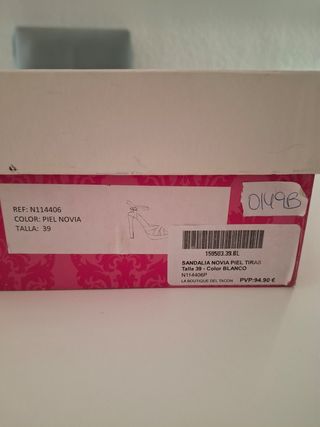 REF: N114406
COLOR: PIEL NOVIA
TALLA: 39
0149B
159503.39.BL
SANDALIA NOVIA PIEL TIRAS
Talla 39 - Color BLANCO
N114406P
LA BOUTIQUE DEL TACON
PVP:94.90 €